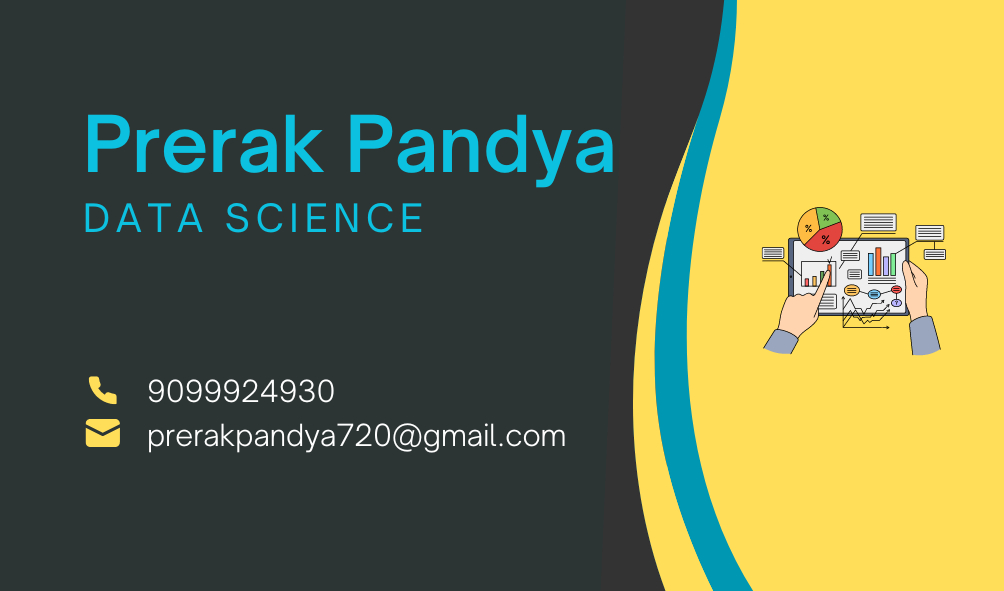 Prerak Pandya
DATA SCIENCE
9099924930
prerakpandya720@gmail.com
%
%
%